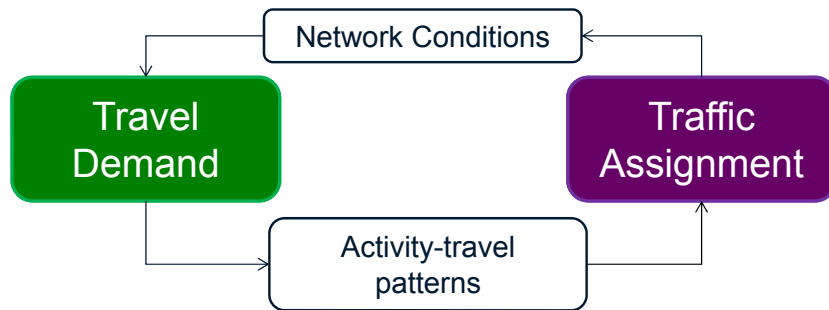 Network Conditions
Travel
Demand
Traffic
Assignment
Activity-travel
patterns